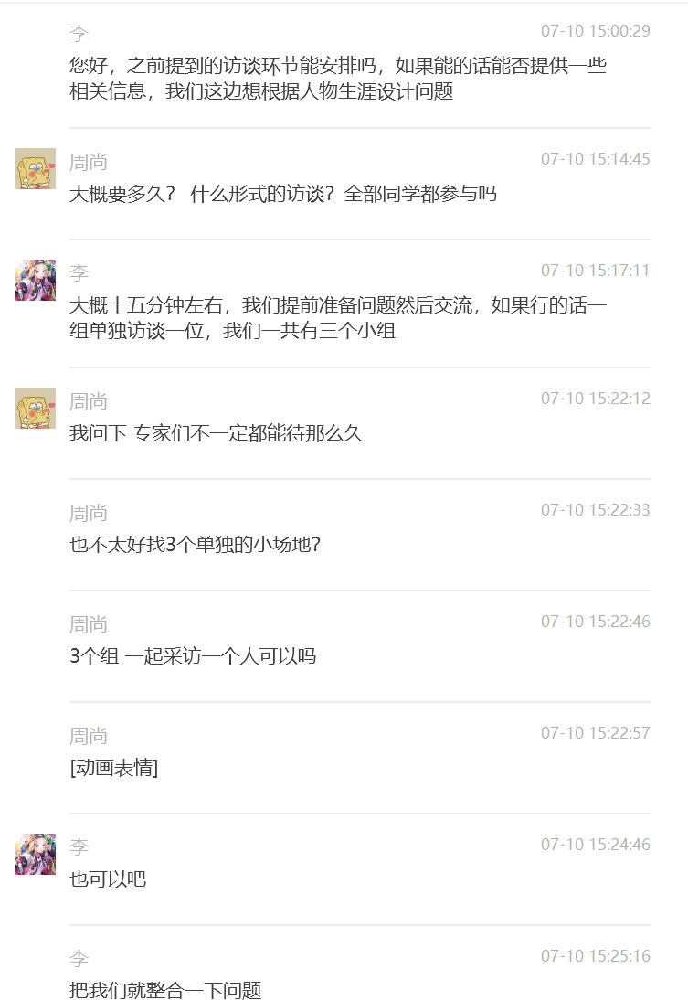 李 07-10 15:00:29
您好，之前提到的访谈环节能安排吗，如果能的话能否提供一些
相关信息，我们这边想根据人物生涯设计问题
周尚 07-10 15:14:45
大概要多久？ 什么形式的访谈？全部同学都参与吗
李 07-10 15:17:11
大概十五分钟左右，我们提前准备问题然后交流，如果行的话一
组单独访谈一位，我们一共有三个小组
周尚 07-10 15:22:12
我问下 专家们不一定都能待那么久
周尚 07-10 15:22:33
也不太好找3个单独的小场地？
周尚 07-10 15:22:46
3个组 一起采访一个人可以吗
周尚 07-10 15:22:57
[动画表情]
李 07-10 15:24:46
也可以吧
李 07-10 15:25:16
把我们就整合一下问题